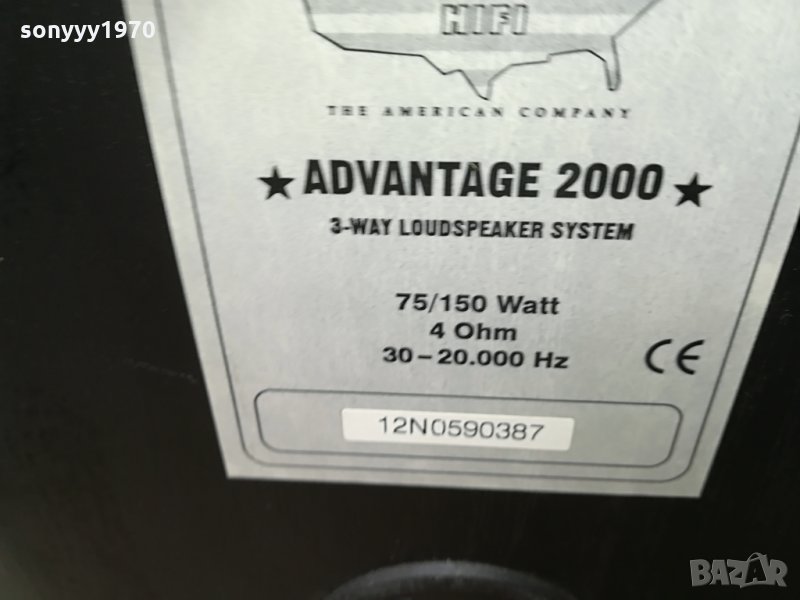 sonyyy1970
HIFI
THE AMERICAN COMPANY
★ ADVANTAGE 2000 ★
3-WAY LOUDSPEAKER SYSTEM
75/150 Watt
4 Ohm
30–20.000 Hz
CE
12N0590387
BAZAR